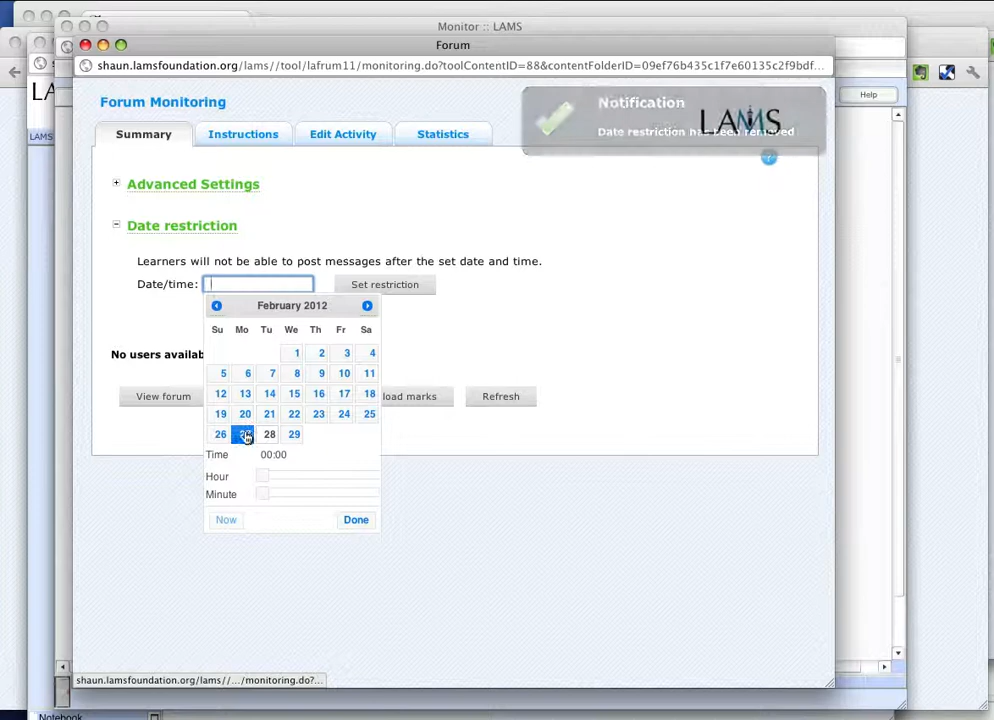 Monitor :: LAMS
Forum
shaun.lamsfoundation.org/lams//tool/lafrum11/monitoring.do?toolContentID=88&contentFolderID=09ef76b435c1f7e60135c2f9bdf...
LA
LAMS
Forum Monitoring
Help
Notification
LAMS
Date restriction has been removed
Summary
Instructions
Edit Activity
Statistics
?
Advanced Settings
Date restriction
Learners will not be able to post messages after the set date and time.
Date/time:
Set restriction
February 2012
Su Mo Tu We Th Fr Sa
1 2 3 4
5 6 7 8 9 10 11
12 13 14 15 16 17 18
19 20 21 22 23 24 25
26 28 29
No users availab
View forum
load marks
Refresh
Time 00:00
Hour
Minute
Now
Done
shaun.lamsfoundation.org/lams//.../monitoring.do?...
Notebook